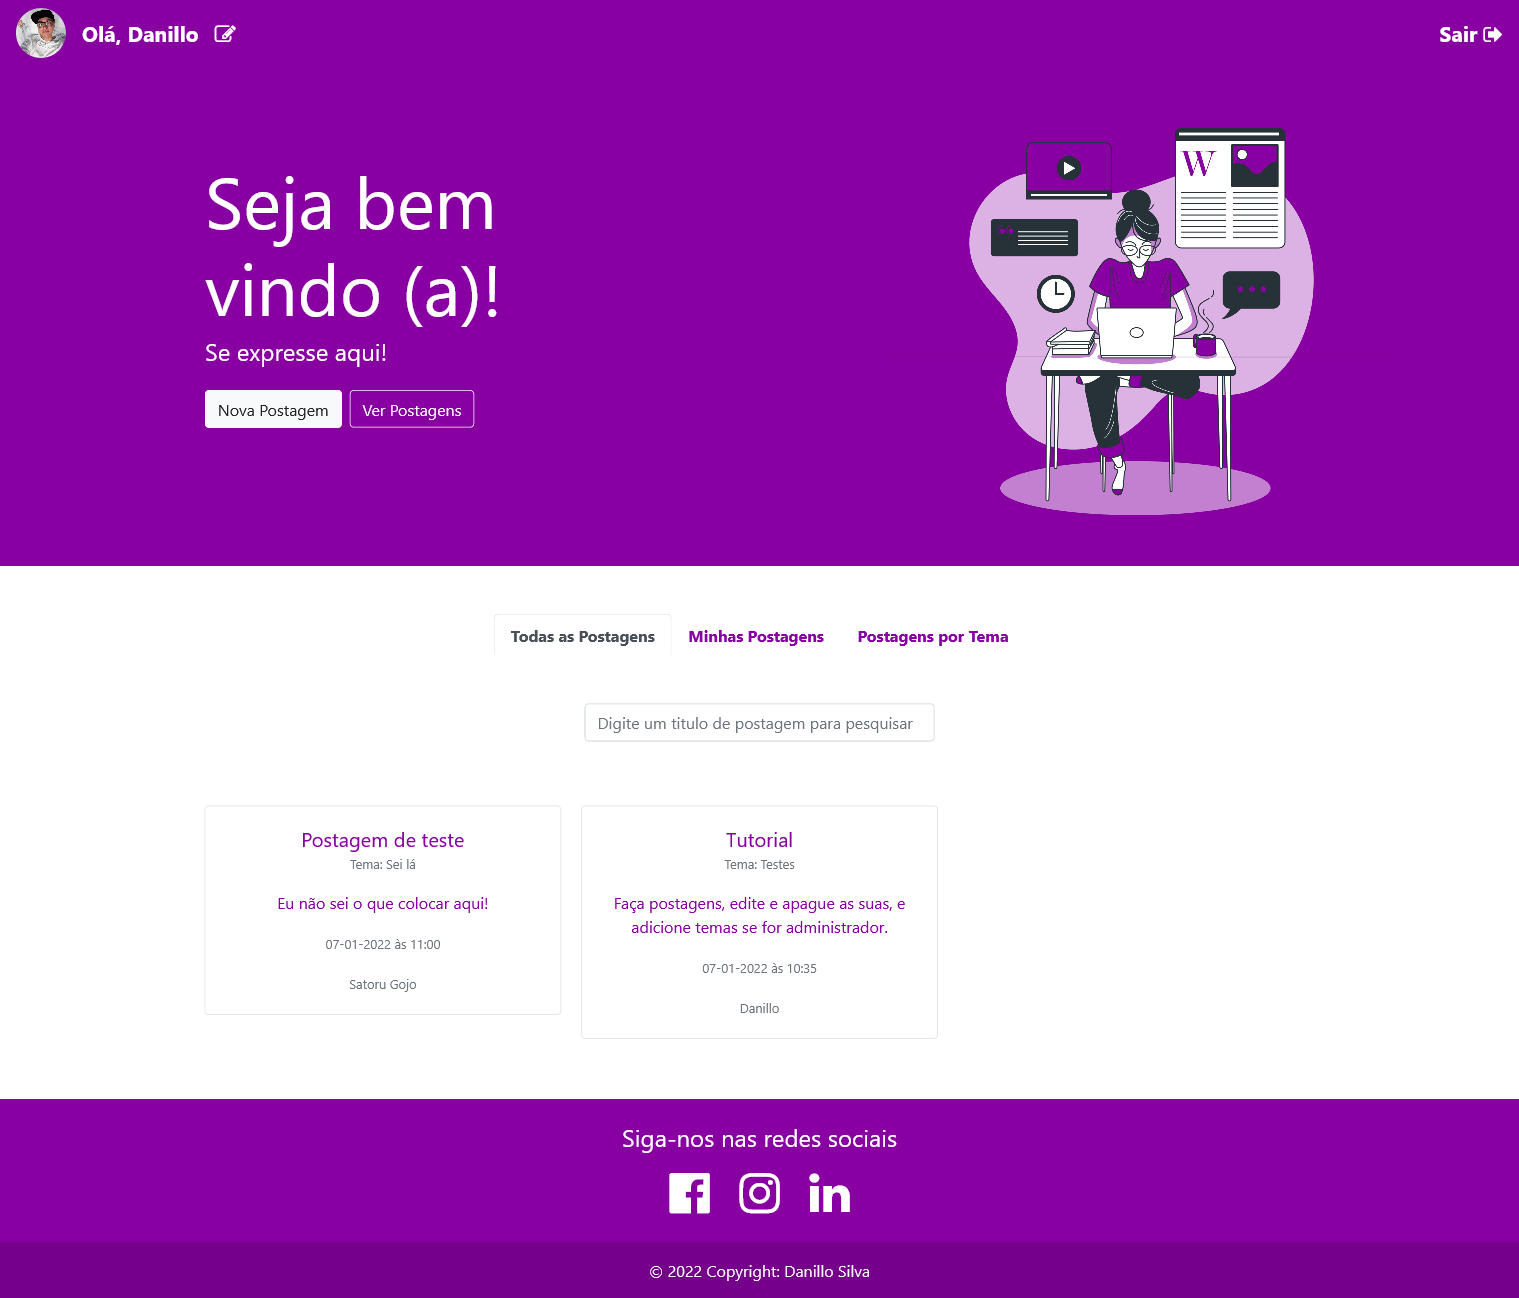 Olá, Danillo
Sair
W
Seja bem
vindo (a)!
Se expresse aqui!
Nova Postagem
Ver Postagens
Todas as Postagens
Minhas Postagens
Postagens por Tema
Digite um titulo de postagem para pesquisar
Postagem de teste
Tema: Sei lá
Eu não sei o que colocar aqui!
07-01-2022 às 11:00
Satoru Gojo
Tutorial
Tema: Testes
Faça postagens, edite e apague as suas, e
adicione temas se for administrador.
07-01-2022 às 10:35
Danillo
Siga-nos nas redes sociais
© 2022 Copyright: Danillo Silva